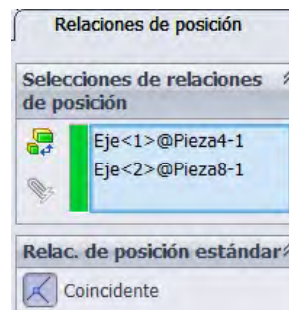 Relaciones de posición
Selecciones de relaciones
de posición
Eje<1>@Pieza4-1
Eje<2>@Pieza8-1
Relac. de posición estándar
Coincidente